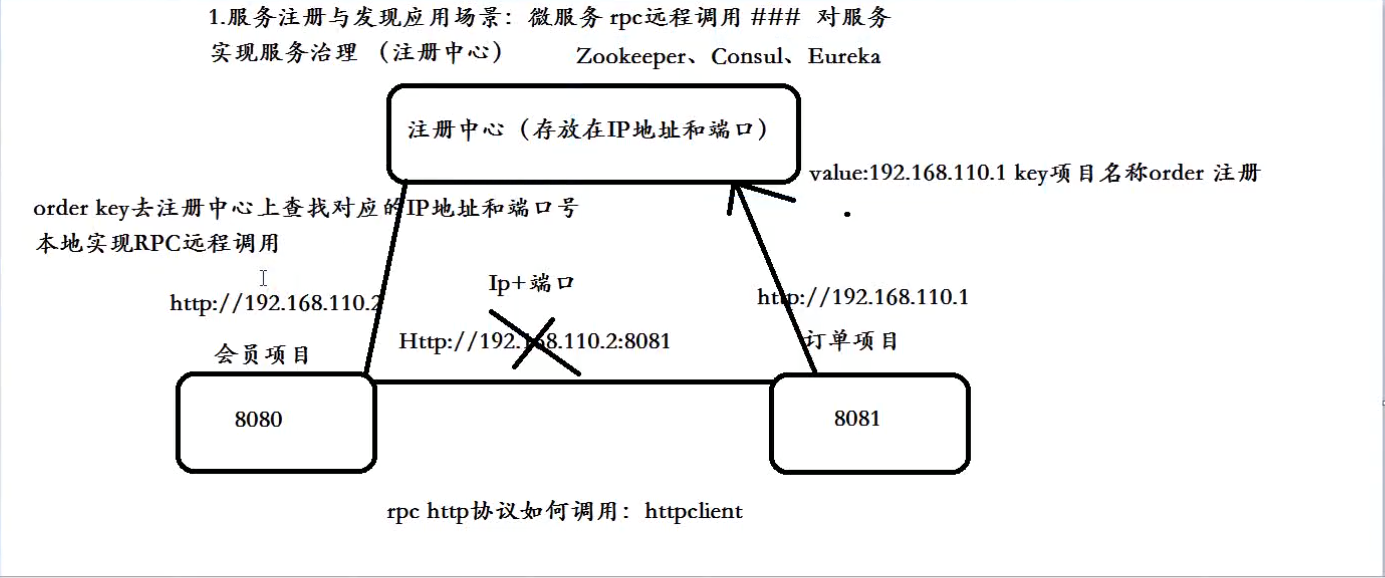 1.服务注册与发现应用场景：微服务 rpc远程调用 ### 对服务
实现服务治理 （注册中心） Zookeeper、Consul、Eureka
注册中心（存放在IP地址和端口）
value:192.168.110.1 key项目名称order 注册
order key去注册中心上查找对应的IP地址和端口号
本地实现RPC远程调用
Ip+端口
http://192.168.110.2
http://192.168.110.1
Http://192.168.110.2:8081
会员项目
订单项目
8080
8081
rpc http协议如何调用：httpclient